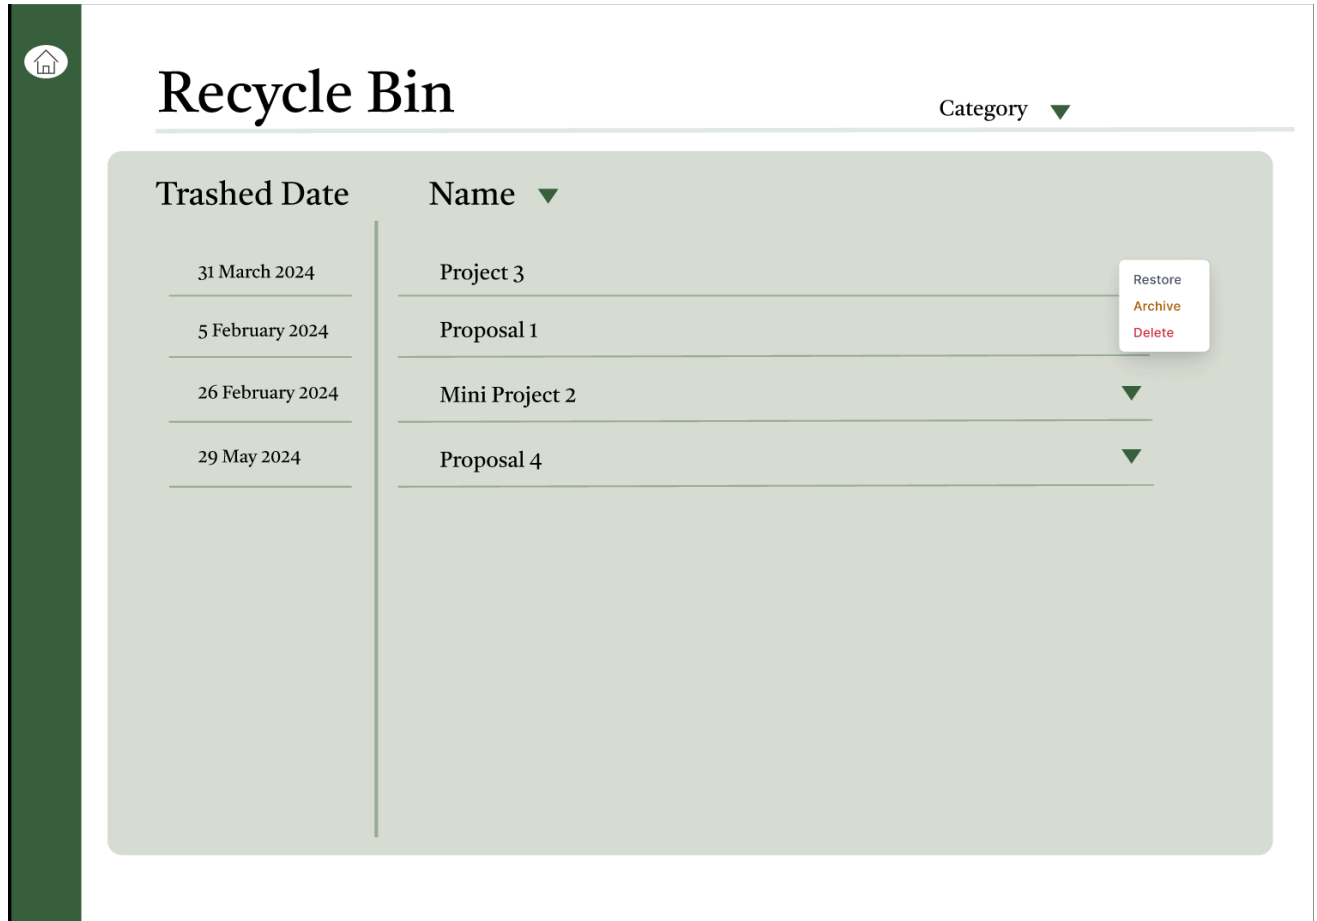 Recycle Bin
Category
Trashed Date Name
31 March 2024 Project 3
Restore
Archive
Delete
5 February 2024 Proposal 1
26 February 2024 Mini Project 2
29 May 2024 Proposal 4